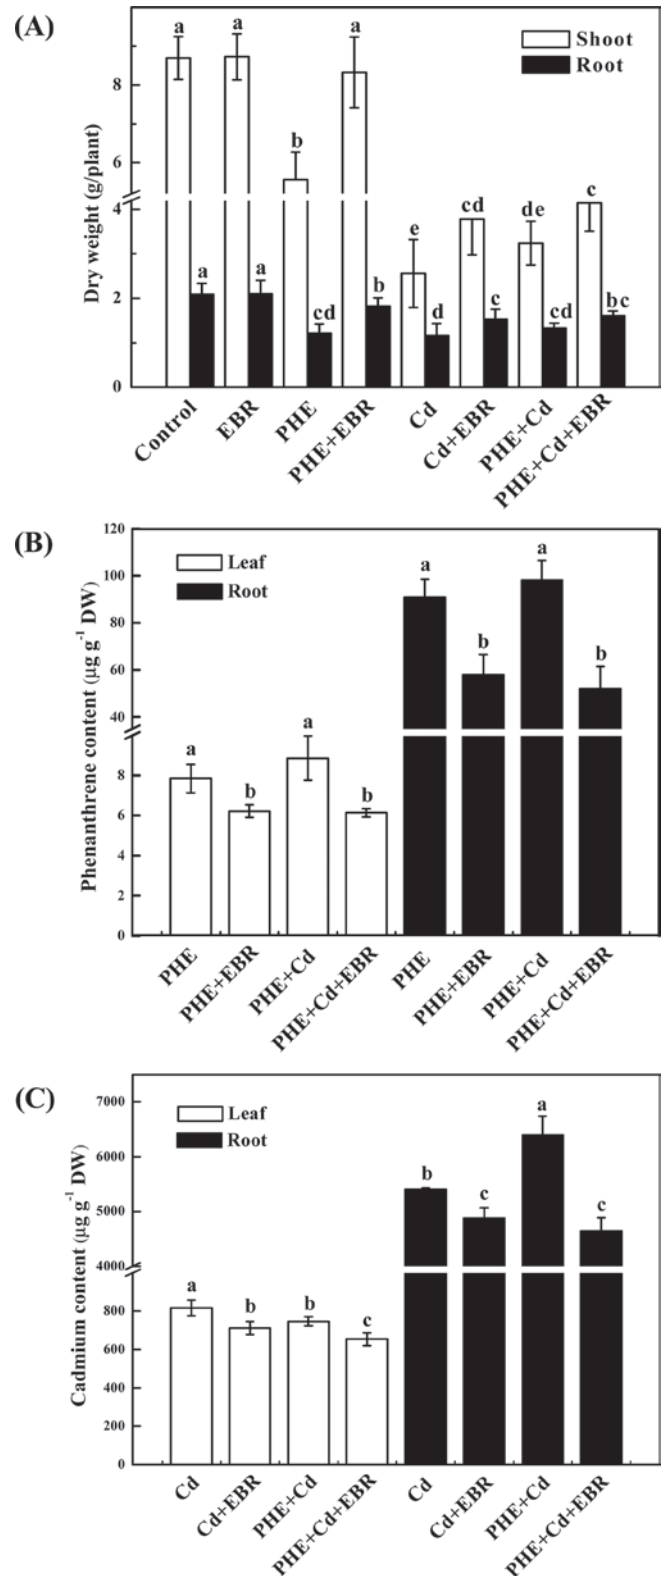 (A)
a a a
Shoot
Root
8
b
6
Dry weight (g/plant)
4
c
cd
de
e
a a
b
2
cd
d
c
cd
bc
0
Control
EBR
PHE
PHE+EBR
Cd
Cd+EBR
PHE+Cd
PHE+Cd+EBR
(B)
120
Leaf
Root
100
80
60
40
Phenanthrene content (µg g⁻¹ DW)
8
6
4
2
0
a
b
a
b
a
b
a
b
PHE
PHE+EBR
PHE+Cd
PHE+Cd+EBR
PHE
PHE+EBR
PHE+Cd
PHE+Cd+EBR
(C)
7000
Leaf
Root
6000
5000
4000
Cadmium content (µg g⁻¹ DW)
800
600
400
200
0
a
b
b
c
b
c
a
c
Cd
Cd+EBR
PHE+Cd
PHE+Cd+EBR
Cd
Cd+EBR
PHE+Cd
PHE+Cd+EBR